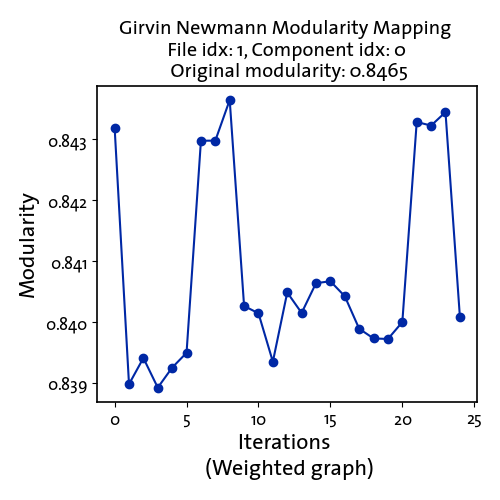 Girvin Newmann Modularity Mapping
File idx: 1, Component idx: 0
Original modularity: 0.8465
0.843
0.842
0.841
0.840
0.839
Modularity
0 5 10 15 20 25
Iterations
(Weighted graph)